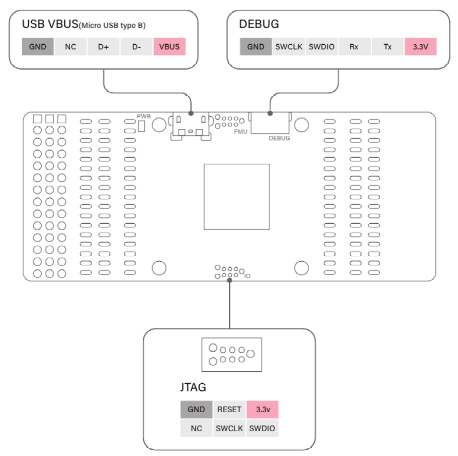 USB VBUS(Micro USB type B)
GND NC D+ D- VBUS
DEBUG
GND SWCLK SWDIO Rx Tx 3.3V
PWR
FMU
DEBUG
JTAG
GND RESET 3.3v
NC SWCLK SWDIO